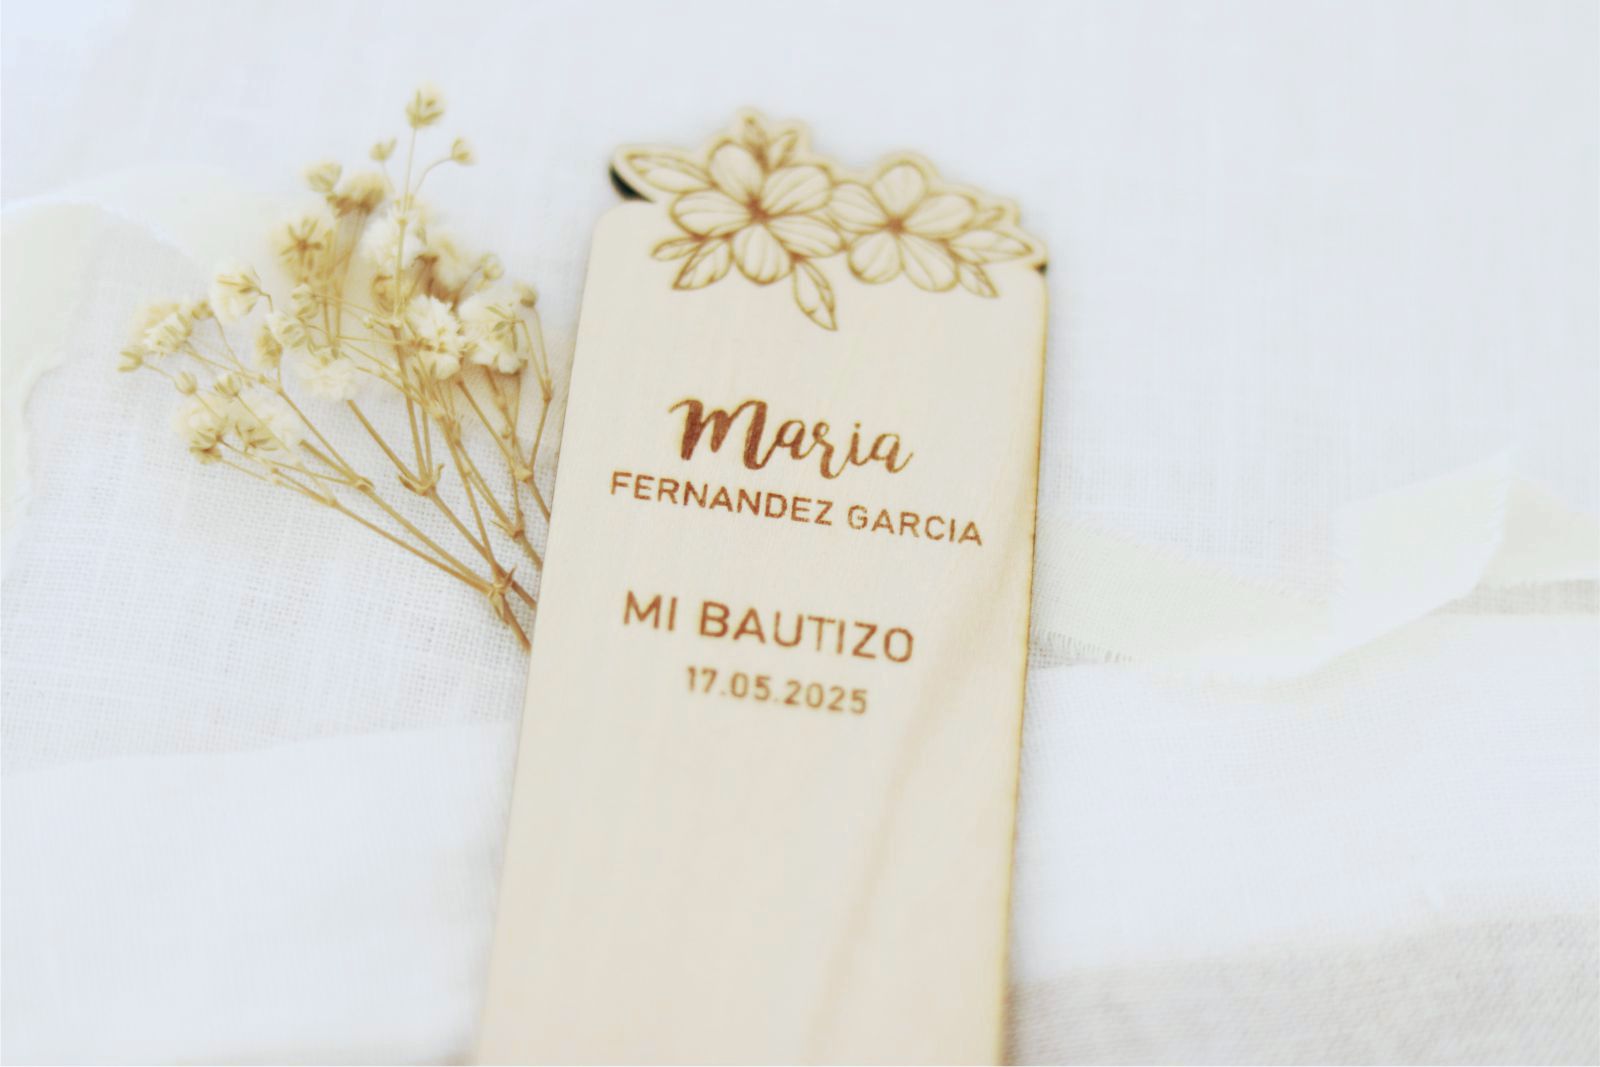 Maria
FERNANDEZ GARCIA
MI BAUTIZO
17.05.2025